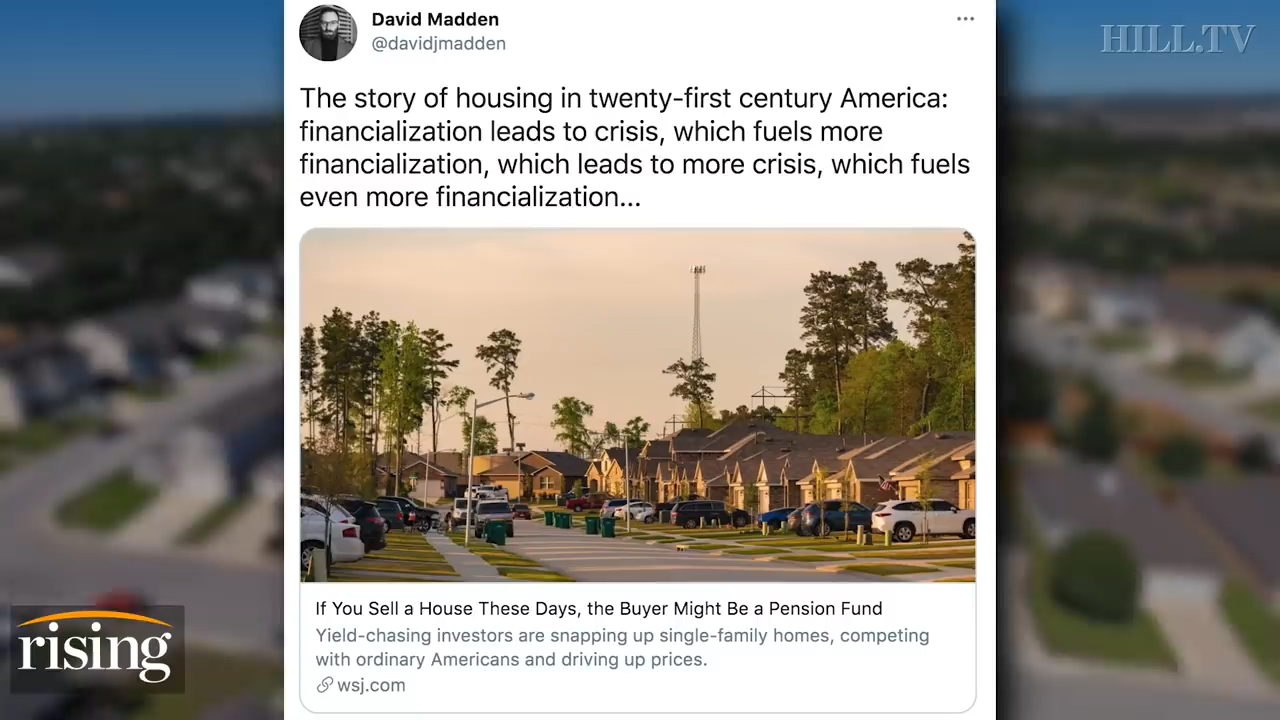 David Madden
@davidjmadden
HILL.TV
The story of housing in twenty-first century America:
financialization leads to crisis, which fuels more
financialization, which leads to more crisis, which fuels
even more financialization...
If You Sell a House These Days, the Buyer Might Be a Pension Fund
Yield-chasing investors are snapping up single-family homes, competing
with ordinary Americans and driving up prices.
wsj.com
rising